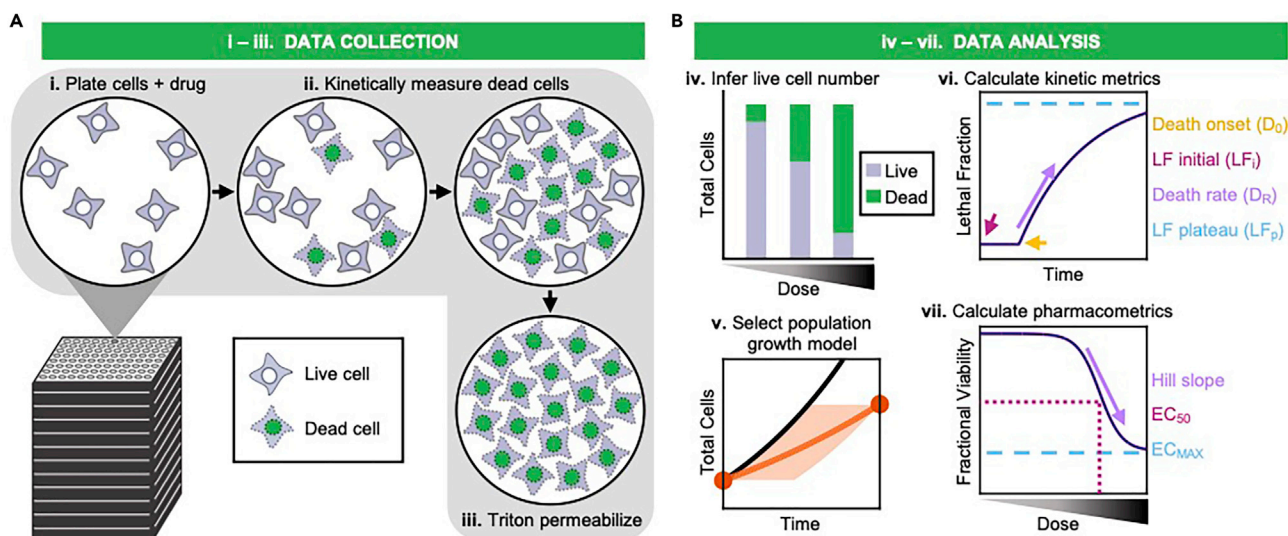 A
i – iii. DATA COLLECTION
i. Plate cells + drug
ii. Kinetically measure dead cells
Live cell
Dead cell
iii. Triton permeabilize
B
iv – vii. DATA ANALYSIS
iv. Infer live cell number
Total Cells
Live
Dead
Dose
v. Select population
growth model
Total Cells
Time
vi. Calculate kinetic metrics
Lethal Fraction
Death onset (D₀)
LF initial (LFᵢ)
Death rate (D_R)
LF plateau (LFₚ)
Time
vii. Calculate pharmacometrics
Fractional Viability
Hill slope
EC₅₀
EC_MAX
Dose